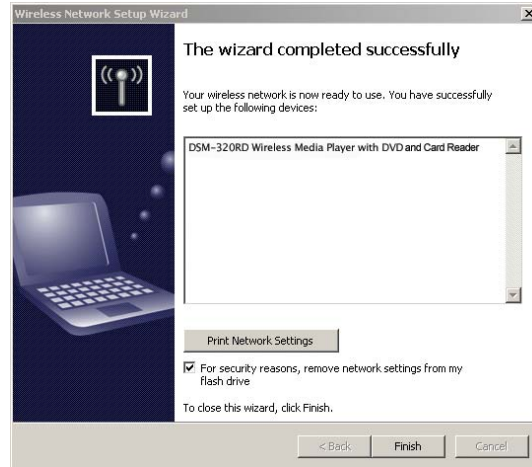 Wireless Network Setup Wizard
The wizard completed successfully
Your wireless network is now ready to use. You have successfully
set up the following devices:
DSM-320RD Wireless Media Player with DVD and Card Reader
Print Network Settings
For security reasons, remove network settings from my
flash drive
To close this wizard, click Finish.
< Back
Finish
Cancel